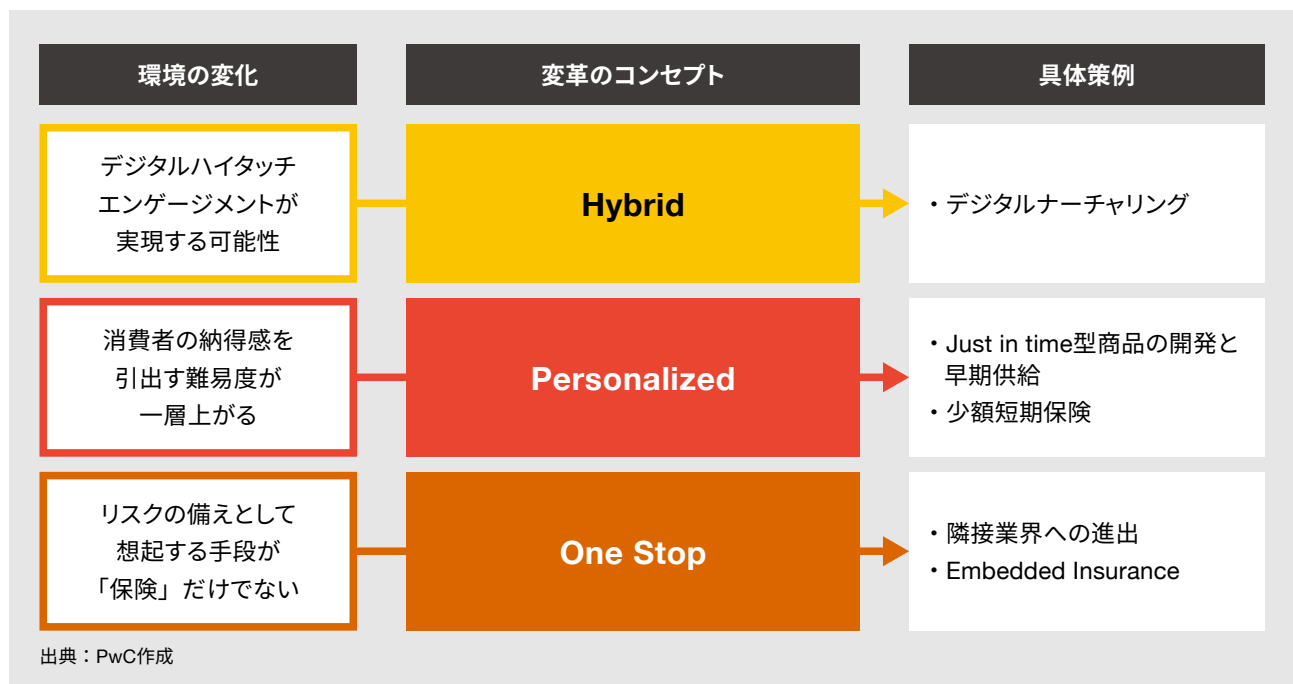 環境の変化
変革のコンセプト
具体策例
デジタルハイタッチ
エンゲージメントが
実現する可能性
Hybrid
・デジタルナーチャリング
消費者の納得感を
引出す難易度が
一層上がる
Personalized
・Just in time型商品の開発と
早期供給
・少額短期保険
リスクの備えとして
想起する手段が
「保険」だけでない
One Stop
・隣接業界への進出
・Embedded Insurance
出典：PwC作成